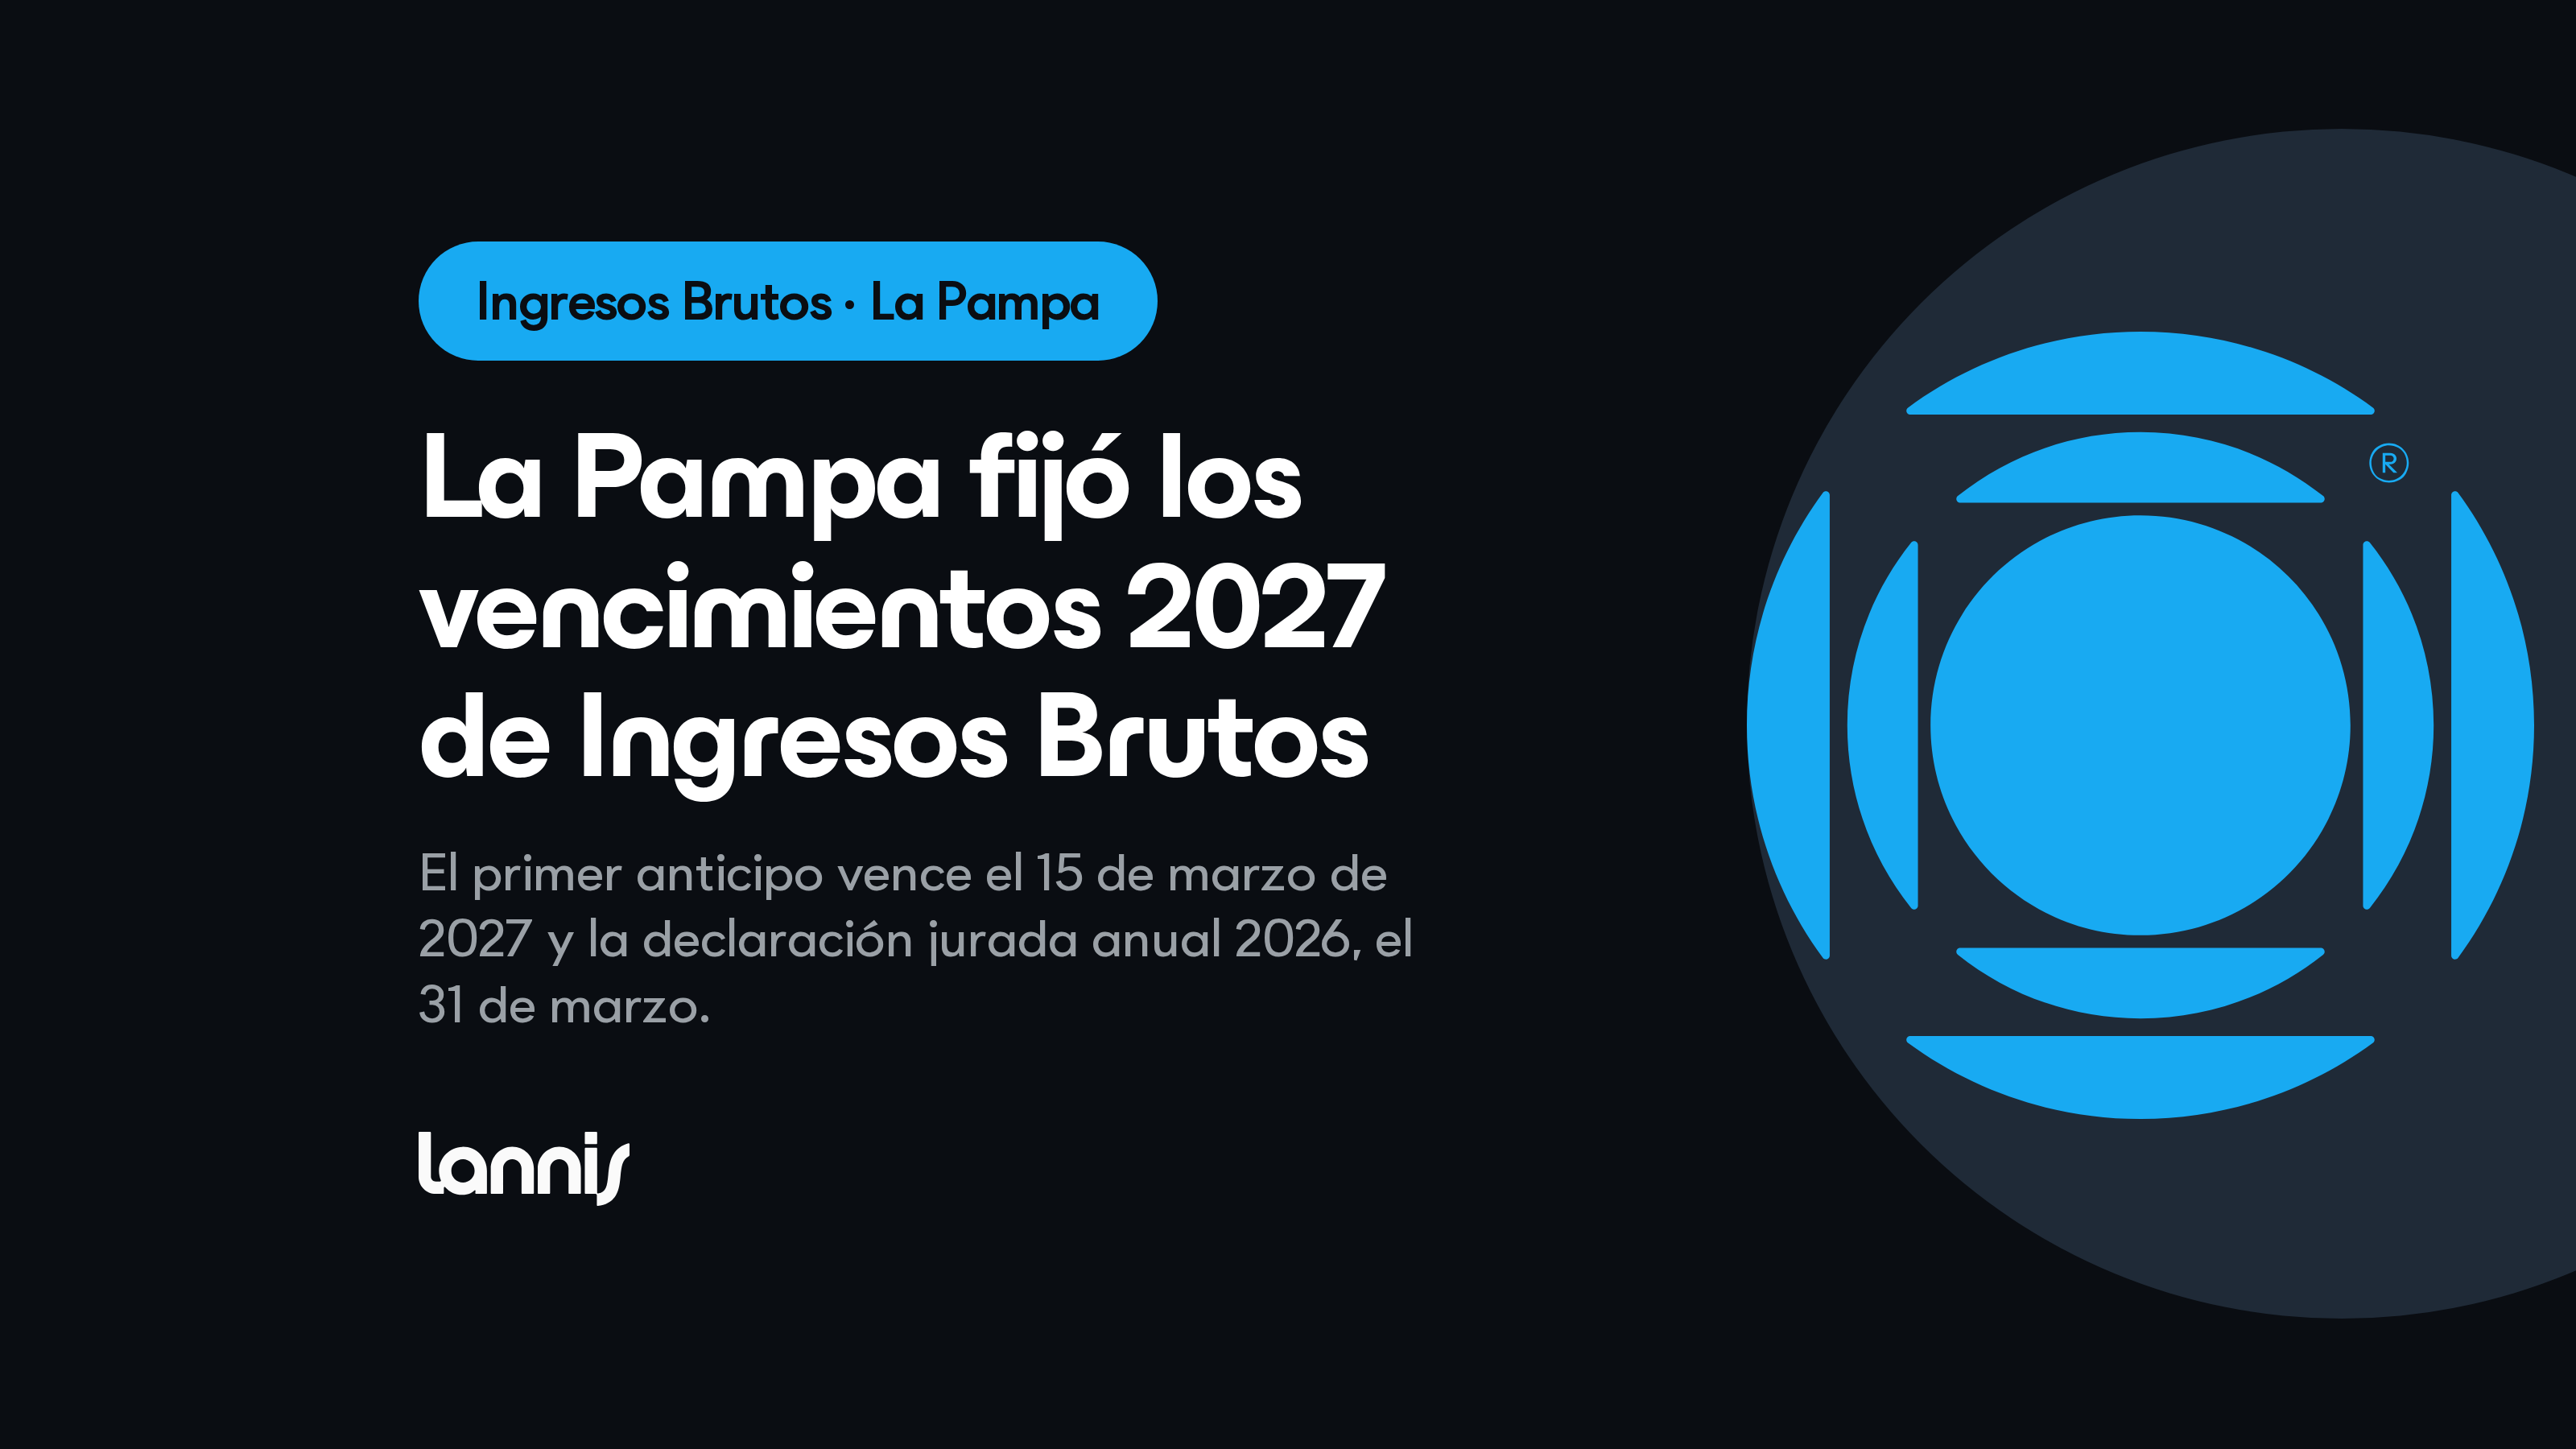 Ingresos Brutos · La Pampa
La Pampa fijó los
vencimientos 2027
de Ingresos Brutos
El primer anticipo vence el 15 de marzo de
2027 y la declaración jurada anual 2026, el
31 de marzo.
lannis
®